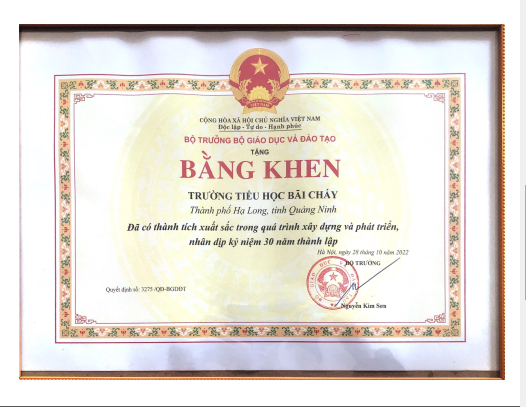 CỘNG HÒA XÃ HỘI CHỦ NGHĨA VIỆT NAM
Độc lập - Tự do - Hạnh phúc
BỘ TRƯỞNG BỘ GIÁO DỤC VÀ ĐÀO TẠO
TẶNG
BẰNG KHEN
TRƯỜNG TIỂU HỌC BÃI CHÁY
Thành phố Hạ Long, tỉnh Quảng Ninh
Đã có thành tích xuất sắc trong quá trình xây dựng và phát triển,
nhân dịp kỷ niệm 30 năm thành lập
Hà Nội, ngày 28 tháng 10 năm 2022
BỘ TRƯỞNG
Quyết định số: 3275 /QĐ-BGDĐT
Nguyễn Kim Sơn